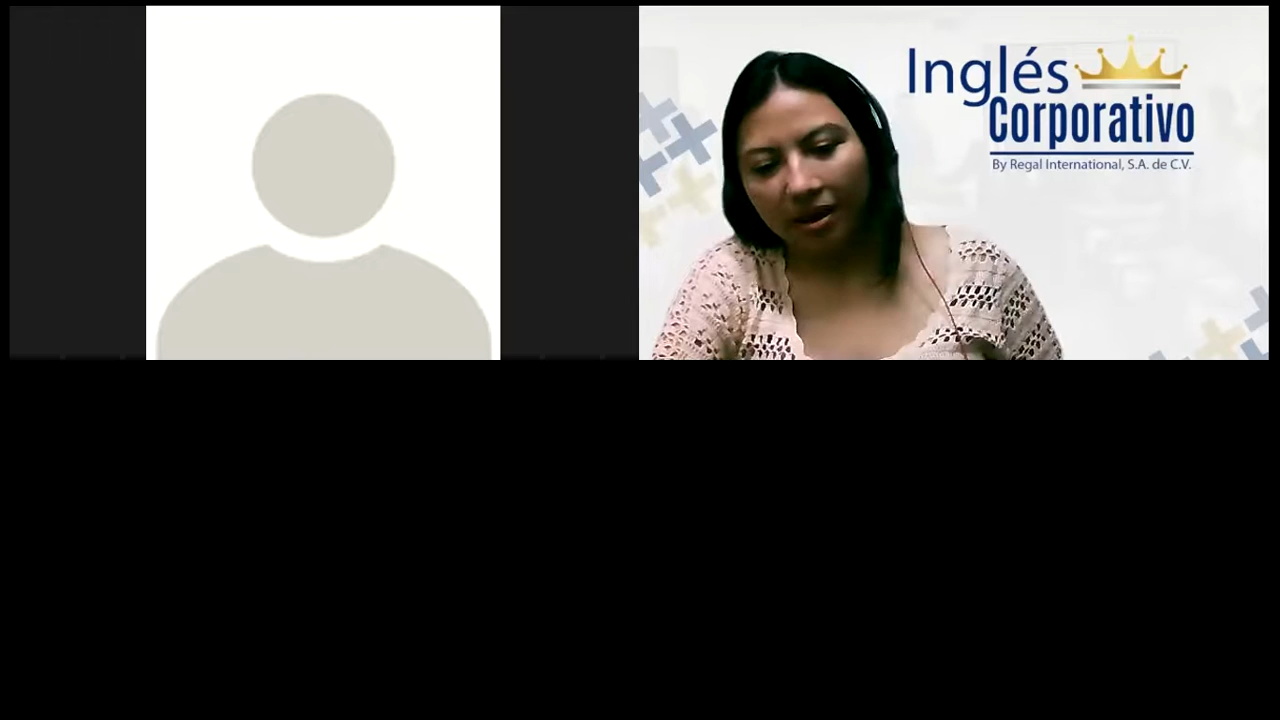 Inglés
Corporativo
By Regal International, S.A. de C.V.